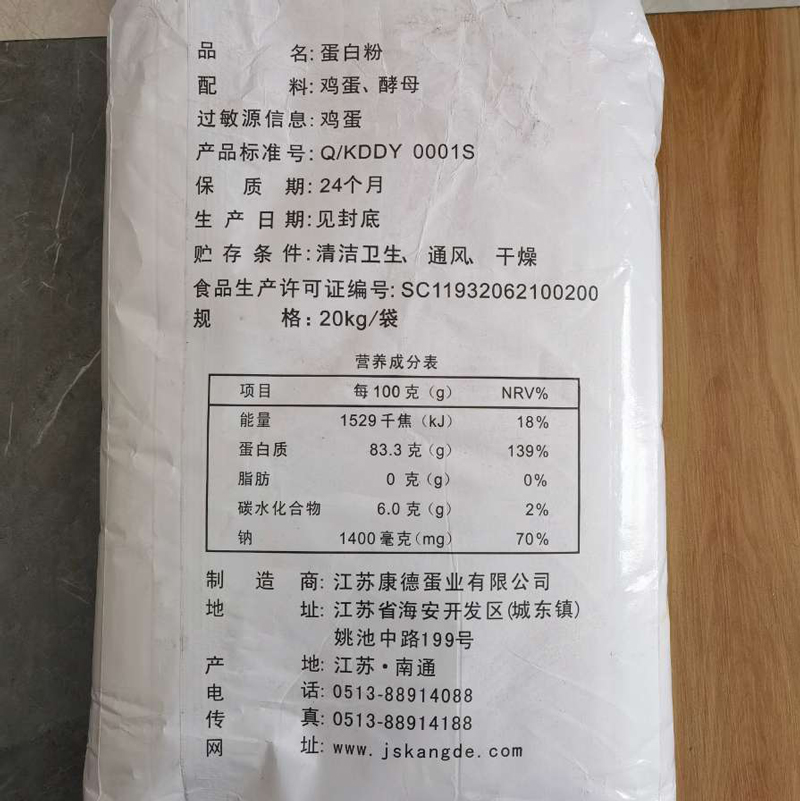 品名:蛋白粉
配料:鸡蛋、酵母
过敏源信息:鸡蛋
产品标准号:Q/KDDY 0001S
保质期:24个月
生产日期:见封底
贮存条件:清洁卫生、通风、干燥
食品生产许可证编号:SC11932062100200
规格:20kg/袋
营养成分表
项目 每100克(g) NRV%
能量 1529千焦(kJ) 18%
蛋白质 83.3克(g) 139%
脂肪 0克(g) 0%
碳水化合物 6.0克(g) 2%
钠 1400毫克(mg) 70%
制造商:江苏康德蛋业有限公司
地址:江苏省海安开发区(城东镇)
姚池中路199号
产地:江苏·南通
电话:0513-88914088
传真:0513-88914188
网址:www.jskangde.com